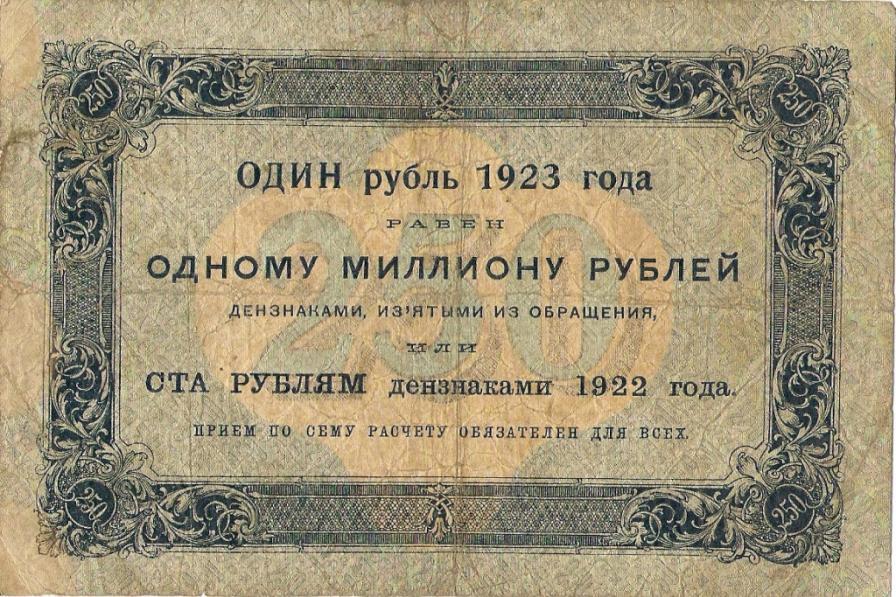 250 250
ОДИН рубль 1923 года
РАВЕН
250
ОДНОМУ МИЛЛИОНУ РУБЛЕЙ
ДЕНЗНАКАМИ, ИЗ'ЯТЫМИ ИЗ ОБРАЩЕНИЯ,
ИЛИ
СТА РУБЛЯМ дензнаками 1922 года.
ПРИЕМ ПО СЕМУ РАСЧЕТУ ОБЯЗАТЕЛЕН ДЛЯ ВСЕХ.
250 250